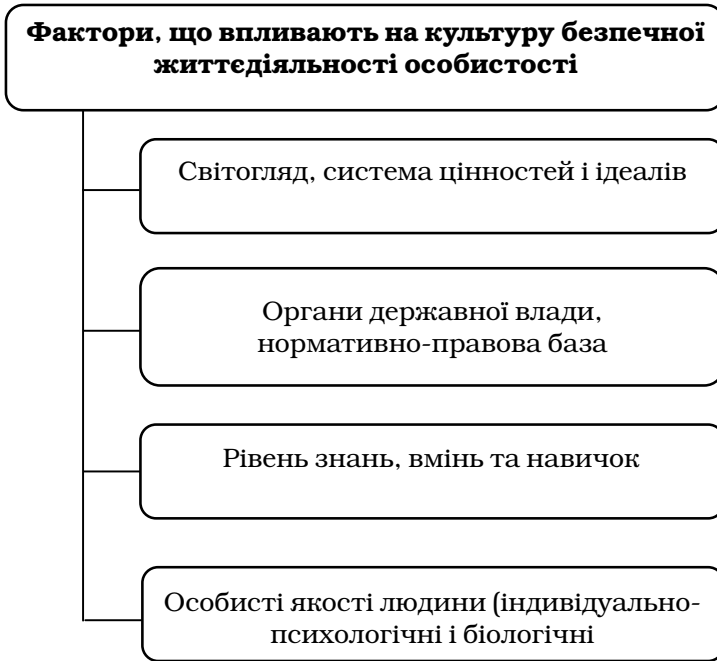 Фактори, що впливають на культуру безпечної
життєдіяльності особистості
Світогляд, система цінностей і ідеалів
Органи державної влади,
нормативно-правова база
Рівень знань, вмінь та навичок
Особисті якості людини (індивідуально-
психологічні і біологічні